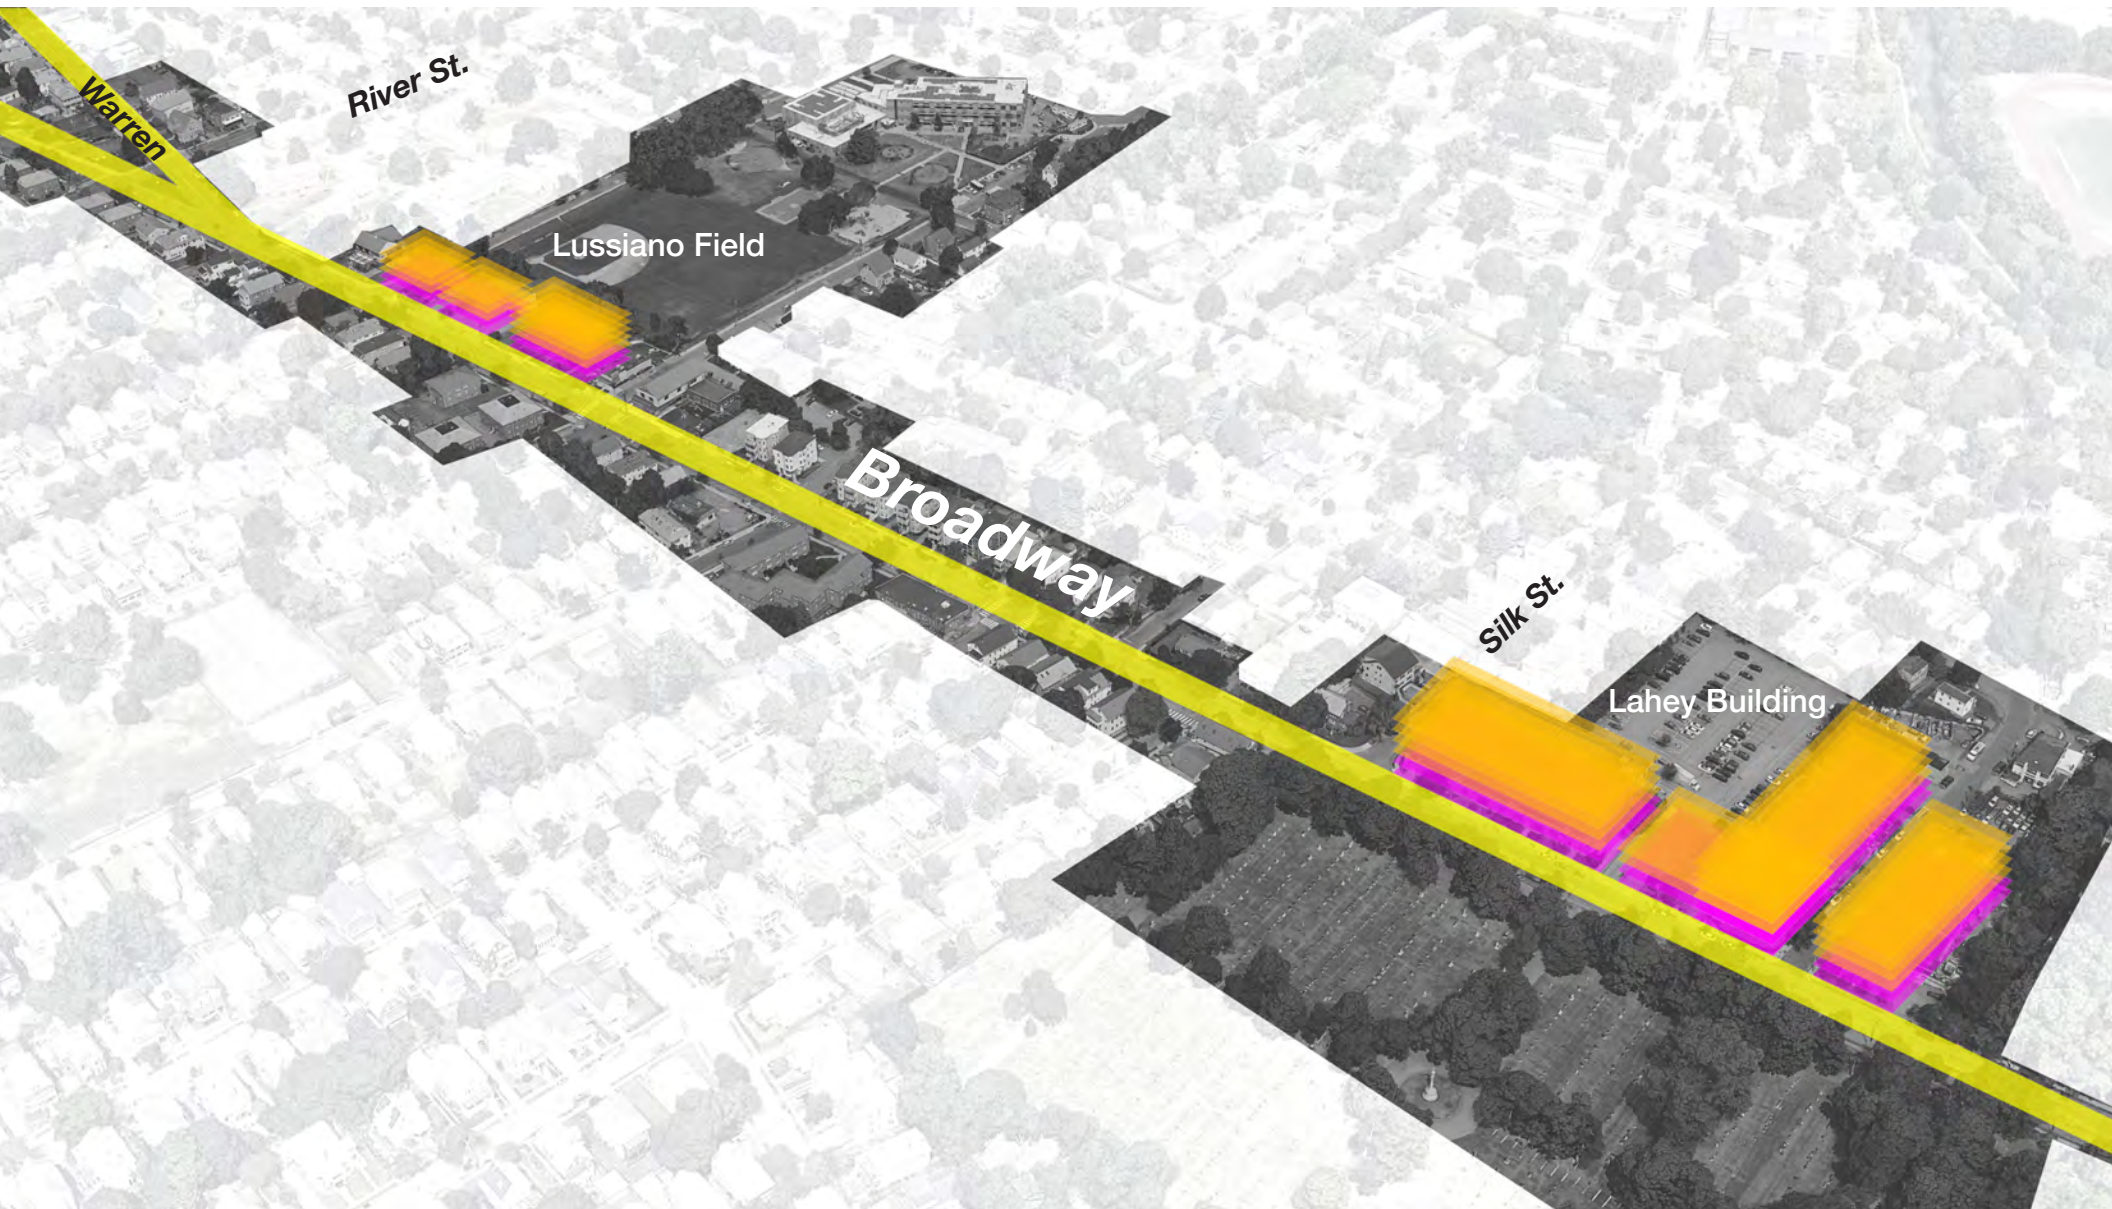 Warren
River St.
Lussiano Field
Broadway
Silk St.
Lahey Building